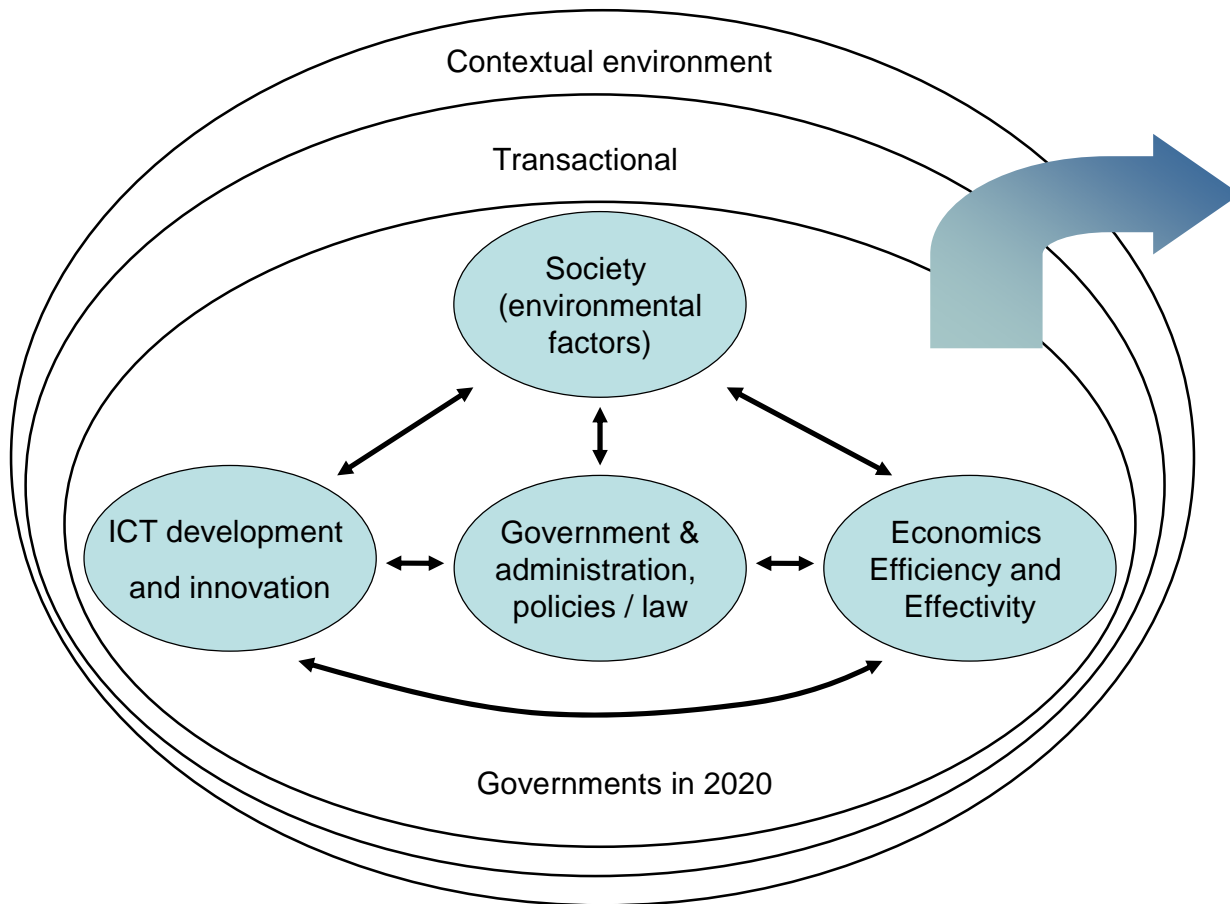 Contextual environment
Transactional
Society
(environmental
factors)
ICT development
and innovation
Government &
administration,
policies / law
Economics
Efficiency and
Effectivity
Governments in 2020